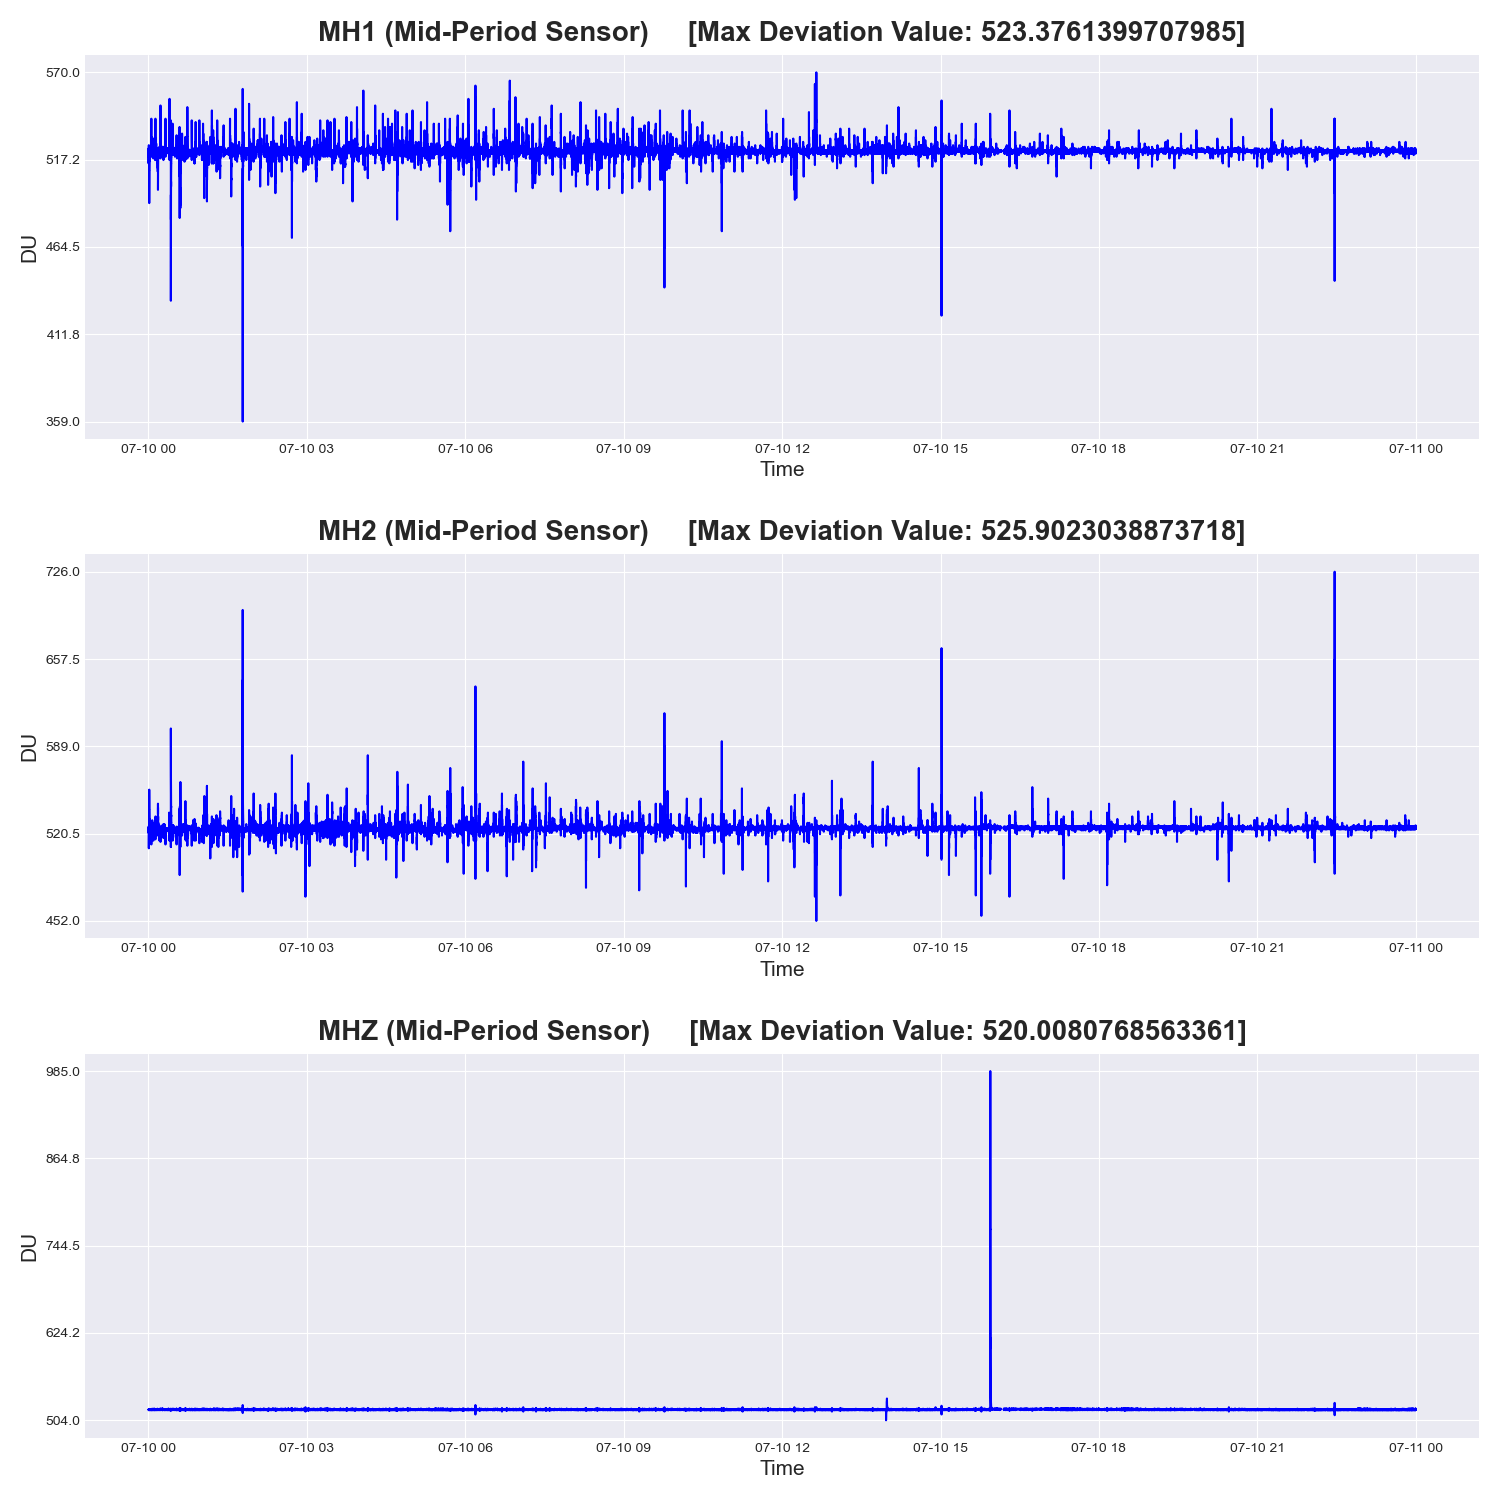 MH1 (Mid-Period Sensor) [Max Deviation Value: 523.3761399707985]
570.0
517.2
464.5
411.8
359.0
DU
07-10 00 07-10 03 07-10 06 07-10 09 07-10 12 07-10 15 07-10 18 07-10 21 07-11 00
Time
MH2 (Mid-Period Sensor) [Max Deviation Value: 525.9023038873718]
726.0
657.5
589.0
520.5
452.0
DU
07-10 00 07-10 03 07-10 06 07-10 09 07-10 12 07-10 15 07-10 18 07-10 21 07-11 00
Time
MHZ (Mid-Period Sensor) [Max Deviation Value: 520.0080768563361]
985.0
864.8
744.5
624.2
504.0
DU
07-10 00 07-10 03 07-10 06 07-10 09 07-10 12 07-10 15 07-10 18 07-10 21 07-11 00
Time